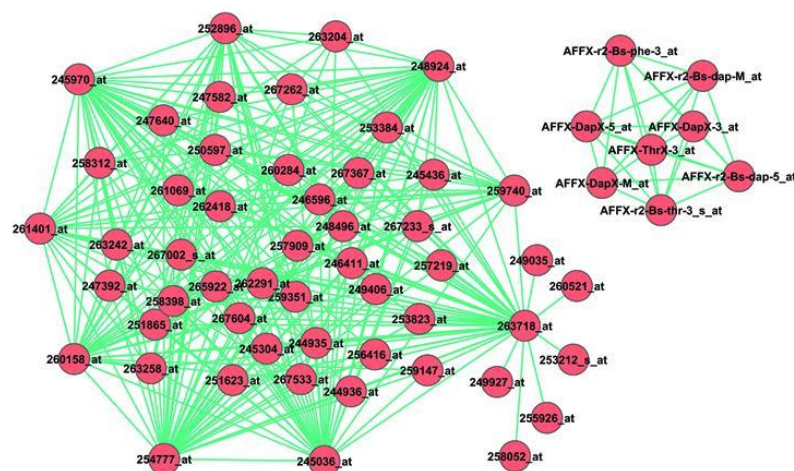 252896_at
263204_at
248924_at
245970_at
267262_at
247582_at
247640_at
253384_at
250597_at
258312_at
260284_at
267367_at
245436_at
261069_at
246596_at
259740_at
262418_at
248496_at
267233_s_at
261401_at
263242_at
257909_at
267002_s_at
246411_at
257219_at
249035_at
247392_at
265922_at
262291_at
249406_at
260521_at
258398_at
259351_at
251865_at
267604_at
253823_at
263718_at
245304_at
244935_at
256416_at
260158_at
263258_at
253212_s_at
251623_at
267533_at
259147_at
244936_at
249927_at
255926_at
254777_at
245036_at
258052_at
AFFX-r2-Bs-phe-3_at
AFFX-r2-Bs-dap-M_at
AFFX-DapX-5_at
AFFX-DapX-3_at
AFFX-ThrX-3_at
AFFX-DapX-M_at
AFFX-r2-Bs-dap-5_at
AFFX-r2-Bs-thr-3_s_at